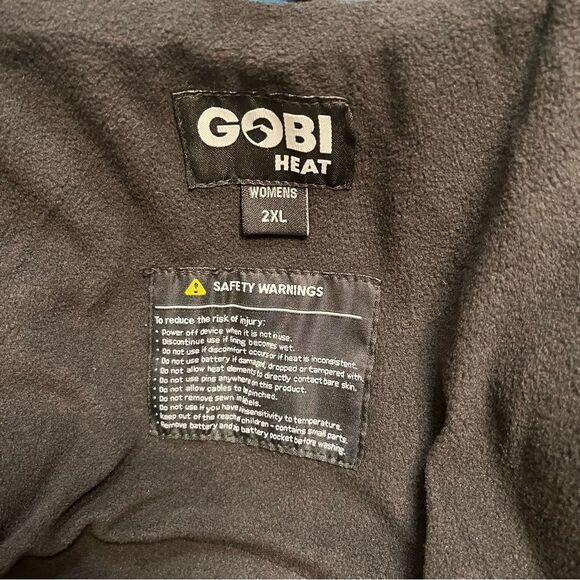 GOBI
HEAT
WOMENS
2XL
SAFETY WARNINGS
To reduce the risk of injury:
• Power off device when it is not in use.
• Discontinue use if lining becomes wet.
• Do not use if discomfort occurs or if heat is inconsistent.
• Do not use battery if damaged, dropped or tampered with.
• Do not allow heat elements to directly contact bare skin.
• Do not use pins anywhere on this product.
• Do not allow cables to be pinched.
• Do not remove sewn in labels.
• Do not use if you have insensitivity to temperature.
• Keep out of the reach of children - contains small parts.
• Remove battery and zip battery pocket before washing.